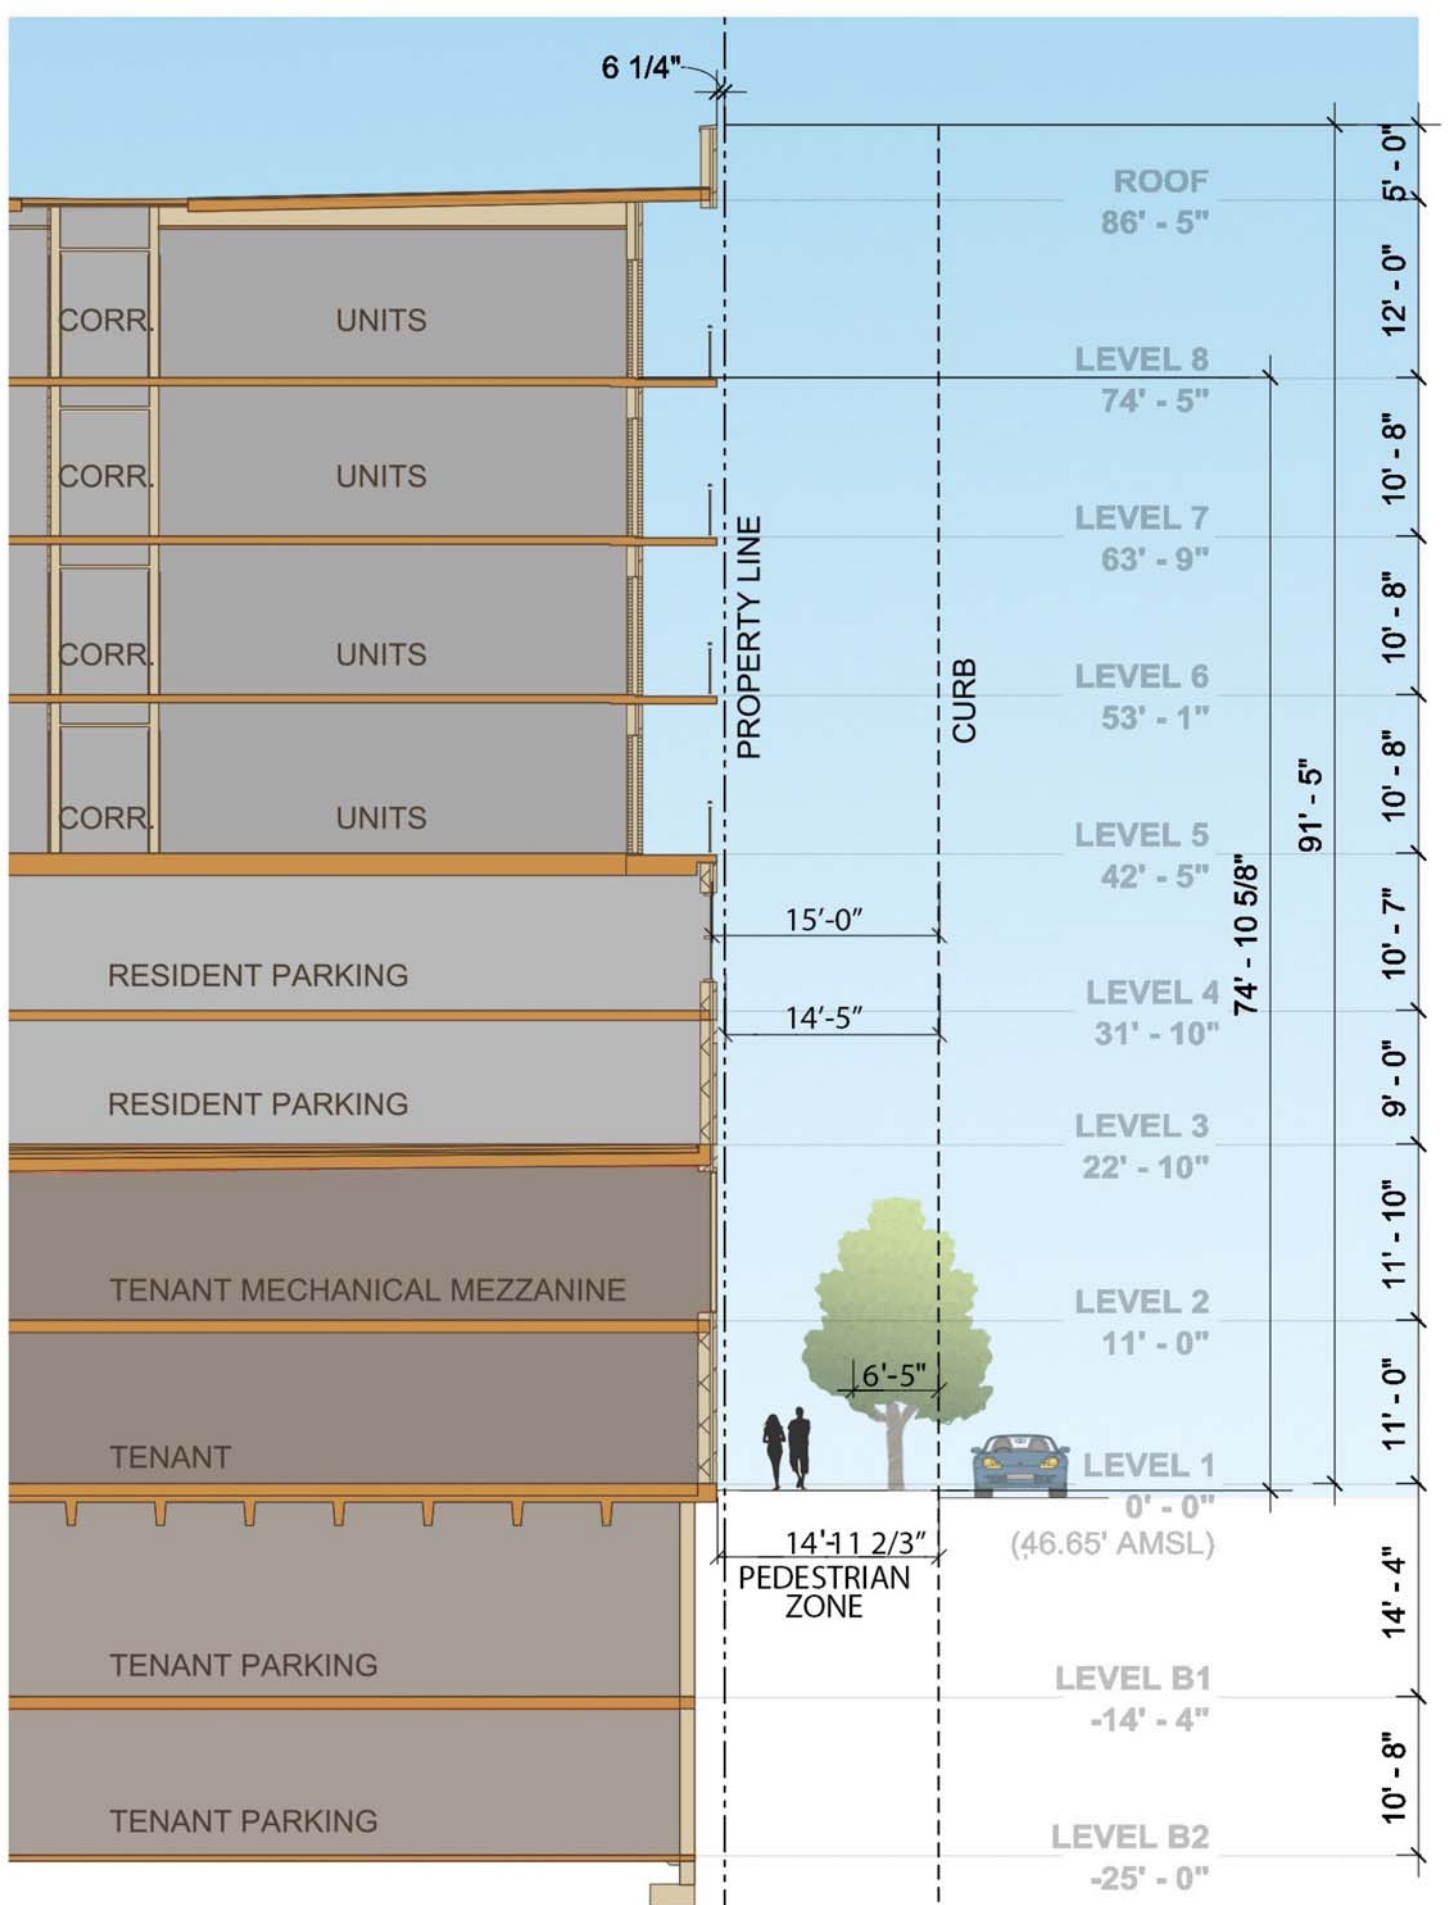 6 1/4"
5' - 0"
ROOF
86' - 5"
12' - 0"
CORR.
UNITS
LEVEL 8
74' - 5"
10' - 8"
CORR.
UNITS
LEVEL 7
63' - 9"
PROPERTY LINE
10' - 8"
CORR.
UNITS
LEVEL 6
53' - 1"
CURB
10' - 8"
91' - 5"
CORR.
UNITS
LEVEL 5
42' - 5"
74' - 10 5/8"
15'-0"
10' - 7"
RESIDENT PARKING
LEVEL 4
31' - 10"
14'-5"
9' - 0"
RESIDENT PARKING
LEVEL 3
22' - 10"
11' - 10"
TENANT MECHANICAL MEZZANINE
LEVEL 2
11' - 0"
6'-5"
11' - 0"
TENANT
LEVEL 1
0' - 0"
(46.65' AMSL)
14'-11 2/3"
PEDESTRIAN
ZONE
14' - 4"
TENANT PARKING
LEVEL B1
-14' - 4"
10' - 8"
TENANT PARKING
LEVEL B2
-25' - 0"